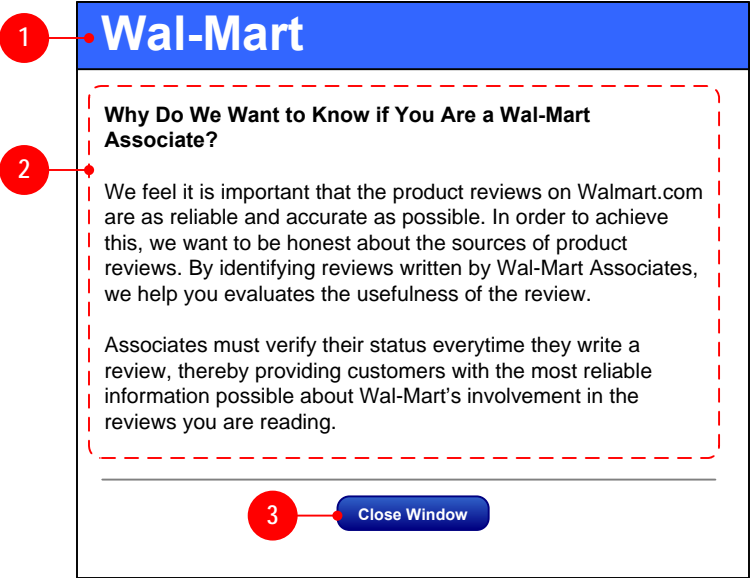 1
Wal-Mart
Why Do We Want to Know if You Are a Wal-Mart
Associate?
2
We feel it is important that the product reviews on Walmart.com
are as reliable and accurate as possible. In order to achieve
this, we want to be honest about the sources of product
reviews. By identifying reviews written by Wal-Mart Associates,
we help you evaluates the usefulness of the review.
Associates must verify their status everytime they write a
review, thereby providing customers with the most reliable
information possible about Wal-Mart's involvement in the
reviews you are reading.
3
Close Window